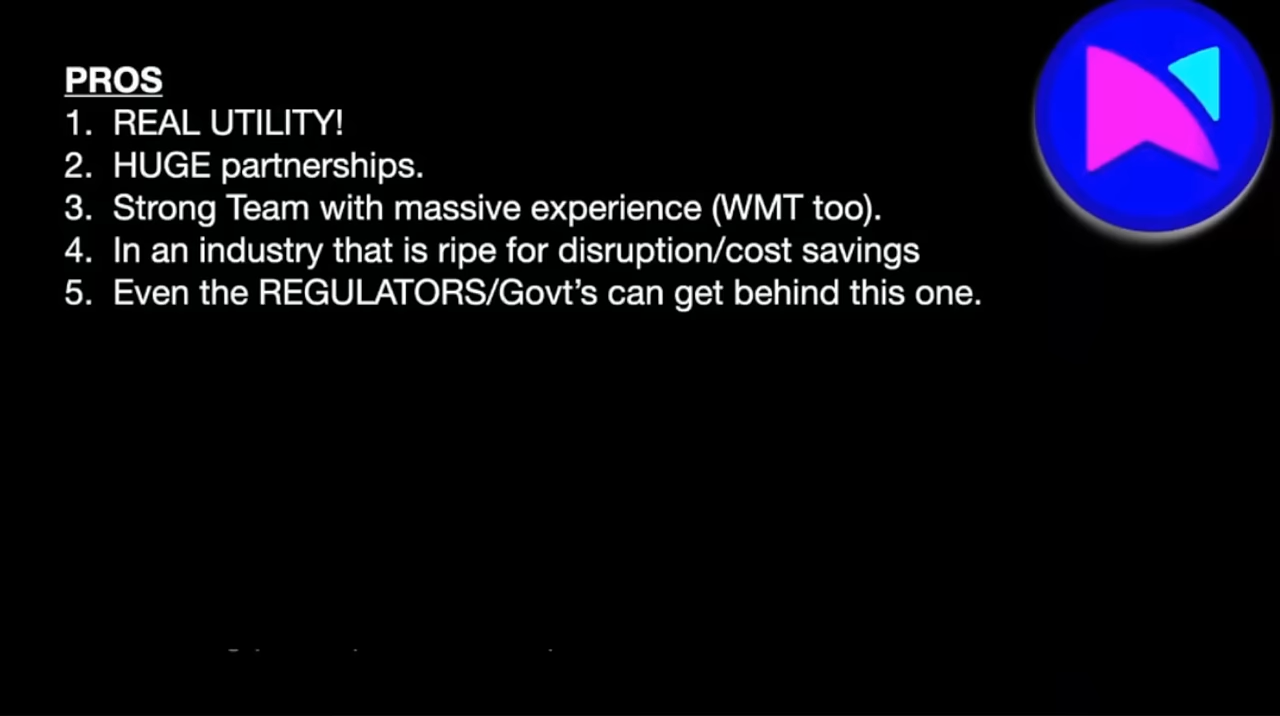 PROS
1. REAL UTILITY!
2. HUGE partnerships.
3. Strong Team with massive experience (WMT too).
4. In an industry that is ripe for disruption/cost savings
5. Even the REGULATORS/Govt's can get behind this one.